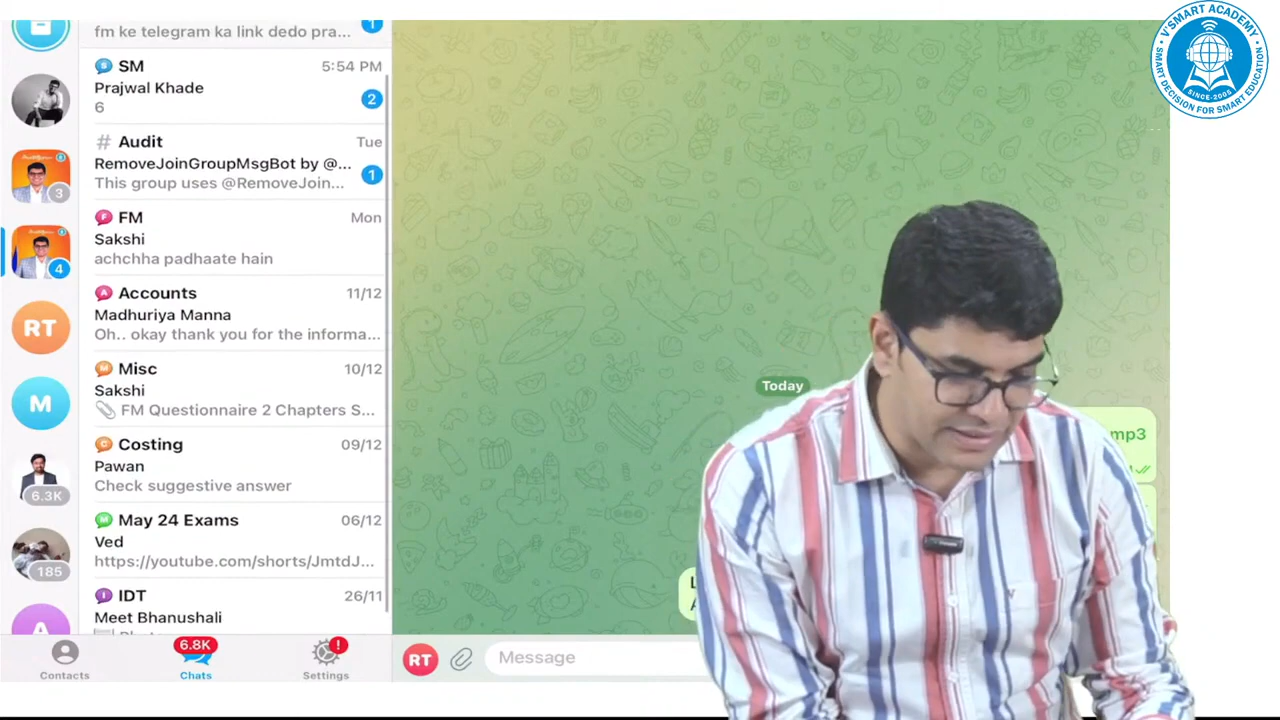 fm ke telegram ka link dedo pra...
1
SM
5:54 PM
Prajwal Khade
6
2
# Audit
Tue
RemoveJoinGroupMsgBot by @...
This group uses @RemoveJoin...
1
3
F
FM
Mon
Sakshi
achchha padhaate hain
4
A
Accounts
11/12
Madhuriya Manna
Oh.. okay thank you for the informa...
RT
M
Misc
10/12
Sakshi
FM Questionnaire 2 Chapters S...
M
C
Costing
09/12
Pawan
Check suggestive answer
6.3K
M
May 24 Exams
06/12
Ved
https://youtube.com/shorts/JmtdJ...
185
I
IDT
26/11
Meet Bhanushali
6.8K
!
Contacts
Chats
Settings
Today
mp3
RT
Message
V'SMART ACADEMY
SINCE-2005
SMART DECISION FOR SMART EDUCATION